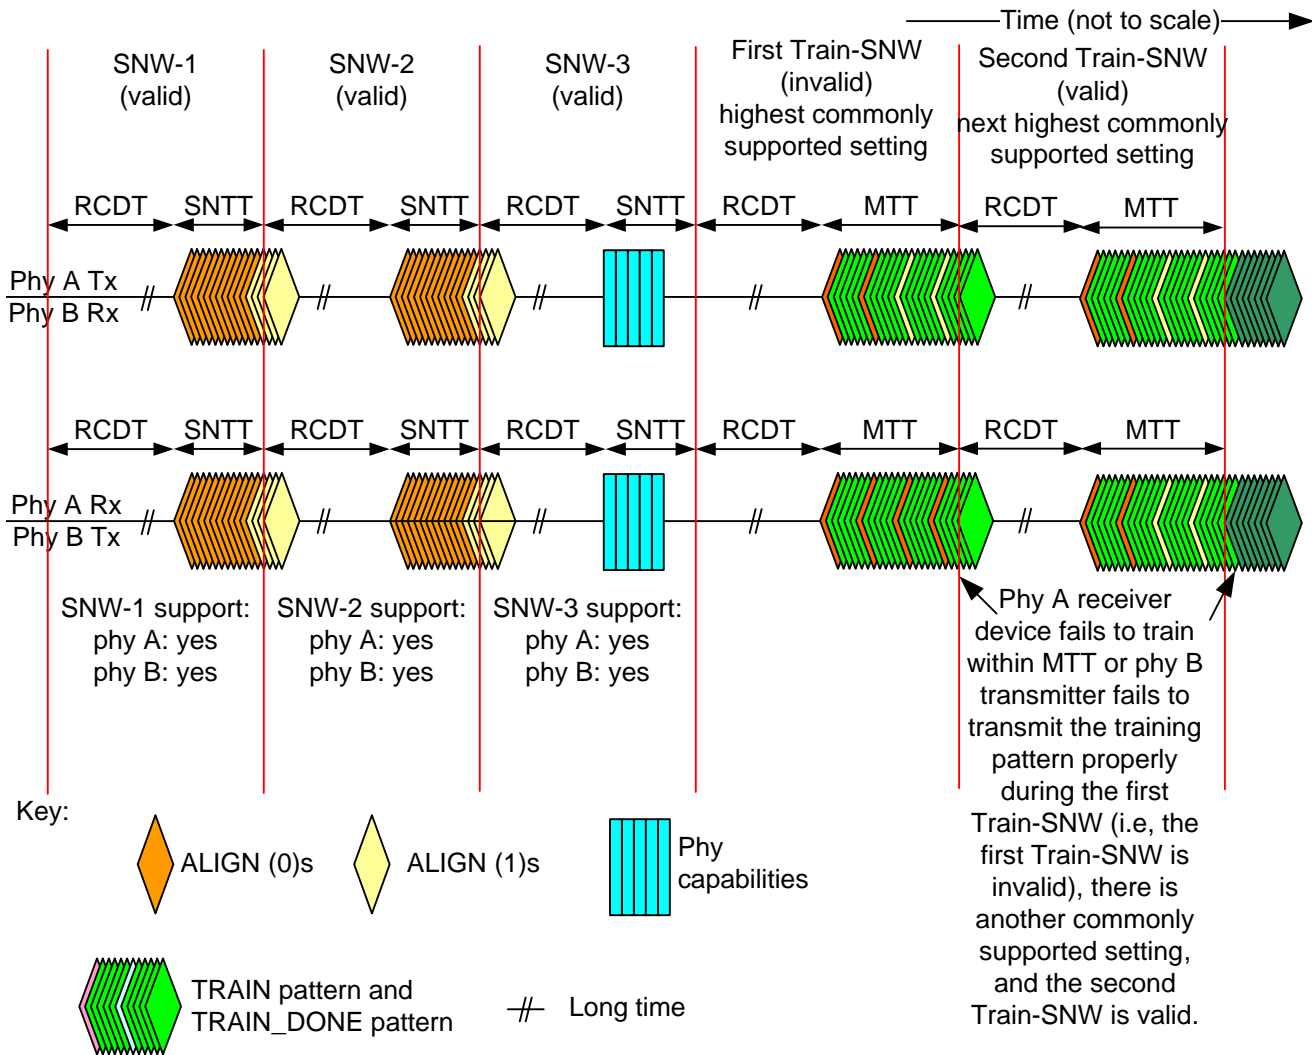 Time (not to scale)
SNW-1
(valid)
SNW-2
(valid)
SNW-3
(valid)
First Train-SNW
(invalid)
highest commonly
supported setting
Second Train-SNW
(valid)
next highest commonly
supported setting
RCDT
SNTT
RCDT
SNTT
RCDT
SNTT
RCDT
MTT
RCDT
MTT
Phy A Tx
Phy B Rx
RCDT
SNTT
RCDT
SNTT
RCDT
SNTT
RCDT
MTT
RCDT
MTT
Phy A Rx
Phy B Tx
SNW-1 support:
phy A: yes
phy B: yes
SNW-2 support:
phy A: yes
phy B: yes
SNW-3 support:
phy A: yes
phy B: yes
Phy A receiver
device fails to train
within MTT or phy B
transmitter fails to
transmit the training
pattern properly
during the first
Train-SNW (i.e, the
first Train-SNW is
invalid), there is
another commonly
supported setting,
and the second
Train-SNW is valid.
Key:
ALIGN (0)s
ALIGN (1)s
Phy
capabilities
TRAIN pattern and
TRAIN_DONE pattern
Long time